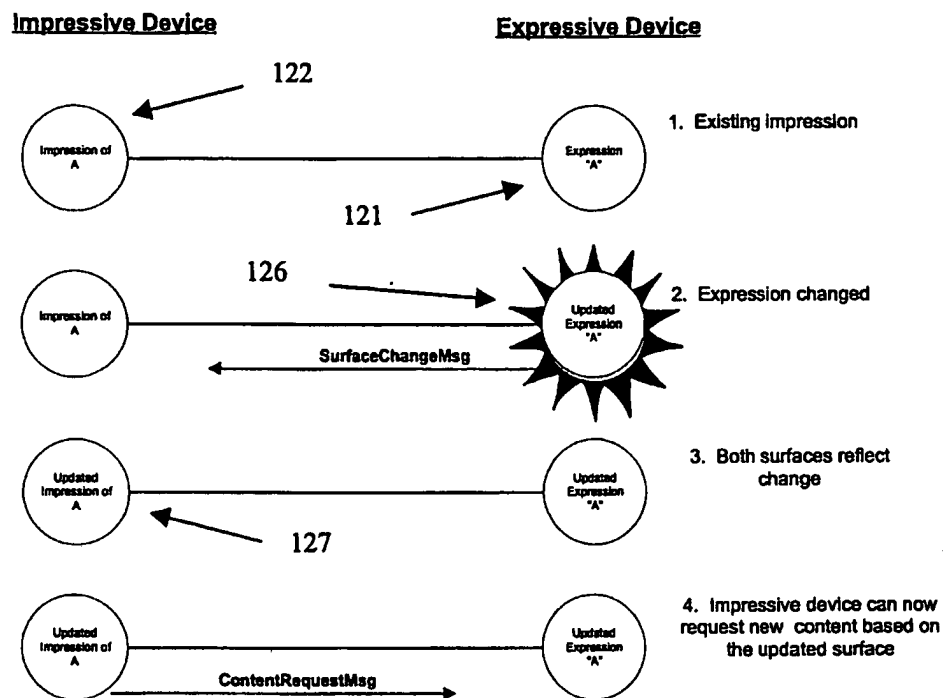 Impressive Device
Expressive Device
122
Impression of
A
Expression
"A"
1. Existing impression
121
126
Impression of
A
Updated
Expression
"A"
2. Expression changed
SurfaceChangeMsg
Updated
Impression of
A
Updated
Expression
"A"
3. Both surfaces reflect
change
127
Updated
Impression of
A
Updated
Expression
"A"
4. Impressive device can now
request new content based on
the updated surface
ContentRequestMsg